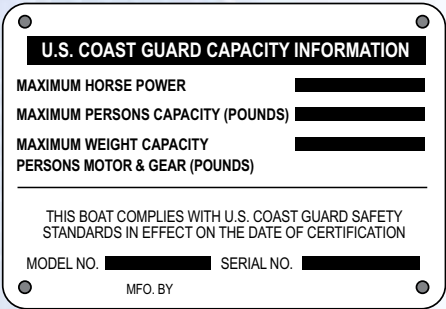 U.S. COAST GUARD CAPACITY INFORMATION
MAXIMUM HORSE POWER
MAXIMUM PERSONS CAPACITY (POUNDS)
MAXIMUM WEIGHT CAPACITY
PERSONS MOTOR & GEAR (POUNDS)
THIS BOAT COMPLIES WITH U.S. COAST GUARD SAFETY
STANDARDS IN EFFECT ON THE DATE OF CERTIFICATION
MODEL NO. SERIAL NO.
MFO. BY